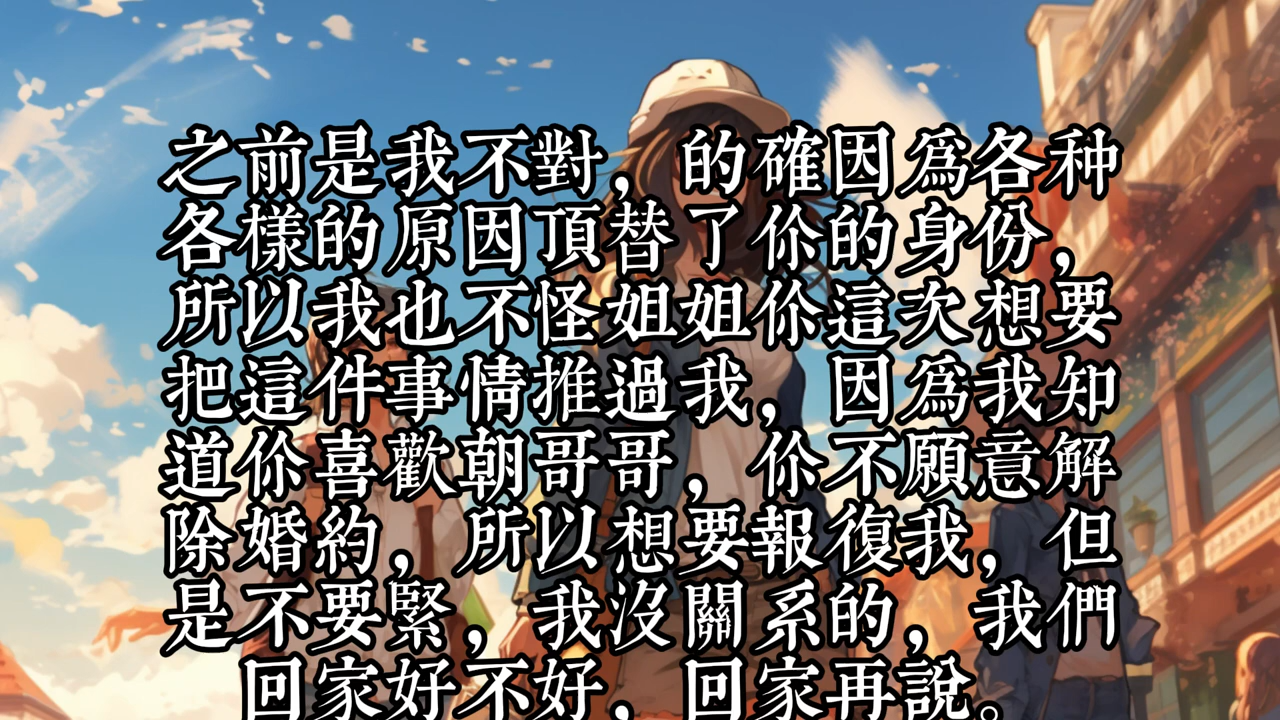 之前是我不對，的確因爲各种
各樣的原因頂替了你的身份，
所以我也不怪姐姐你這次想要
把這件事情推過我，因爲我知
道你喜歡朝哥哥，你不願意解
除婚約，所以想要報復我，但
是不要緊，我沒關系的，我們
回家好不好，回家再說。